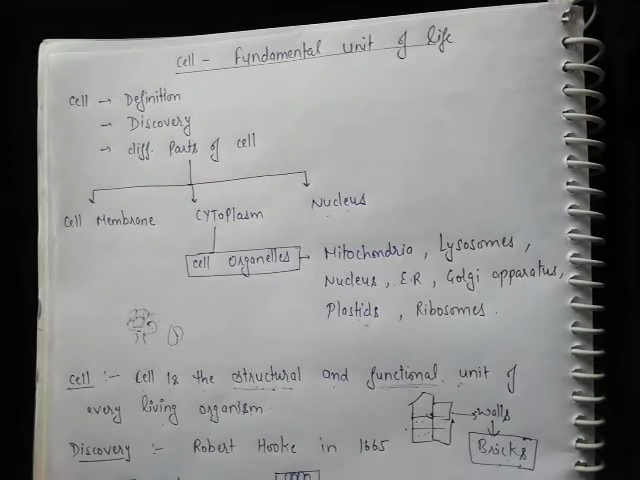 Cell - Fundamental unit of life
Cell → Definition
→ Discovery
→ diff. Parts of cell
Cell Membrane CYToplasm Nucleus
Cell Organelles → Mitochondria, Lysosomes,
Nucleus, E.R, Golgi apparatus,
Plastids, Ribosomes.
Cell :- Cell is the structural and functional unit of
every living organism.
→ walls
Discovery :- Robert Hooke in 1665
Bricks